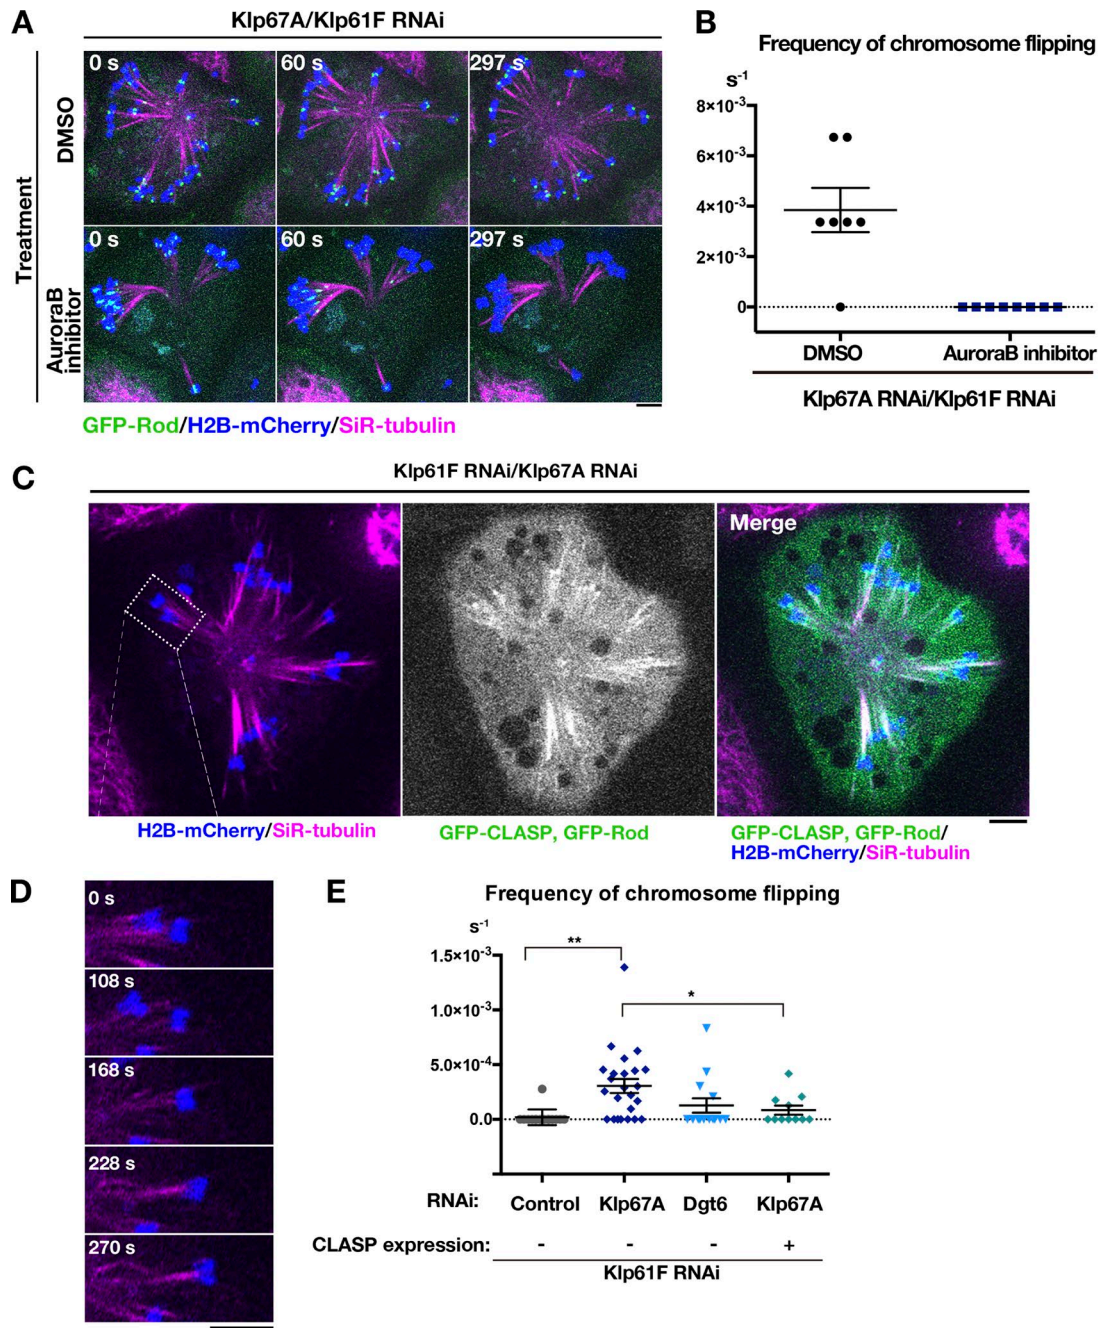 A
Klp67A/Klp61F RNAi
Treatment
DMSO
0 s
60 s
297 s
AuroraB
inhibitor
0 s
60 s
297 s
GFP-Rod/H2B-mCherry/SiR-tubulin
B
Frequency of chromosome flipping
s⁻¹
8×10⁻³
6×10⁻³
4×10⁻³
2×10⁻³
0
DMSO
AuroraB inhibitor
Klp67A RNAi/Klp61F RNAi
C
Klp61F RNAi/Klp67A RNAi
Merge
H2B-mCherry/SiR-tubulin
GFP-CLASP, GFP-Rod
GFP-CLASP, GFP-Rod/
H2B-mCherry/SiR-tubulin
D
0 s
108 s
168 s
228 s
270 s
E
Frequency of chromosome flipping
s⁻¹
1.5×10⁻³
1.0×10⁻³
5.0×10⁻⁴
0.0
**
*
RNAi: Control Klp67A Dgt6 Klp67A
CLASP expression: - - - +
Klp61F RNAi